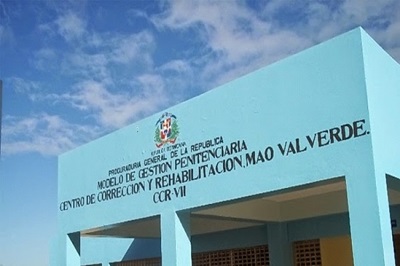 PROCURADURIA GENERAL DE LA REPUBLICA
MODELO DE GESTION PENITENCIARIA
CENTRO DE CORRECCION Y REHABILITACION, MAO VALVERDE.
CCR-VII